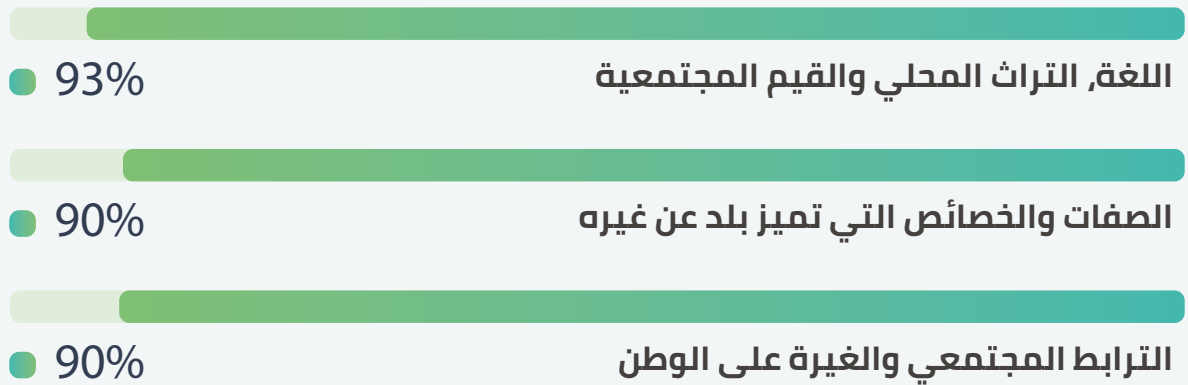 اللغة، التراث المحلي والقيم المجتمعية 93%
الصفات والخصائص التي تميز بلد عن غيره 90%
الترابط المجتمعي والغيرة على الوطن 90%